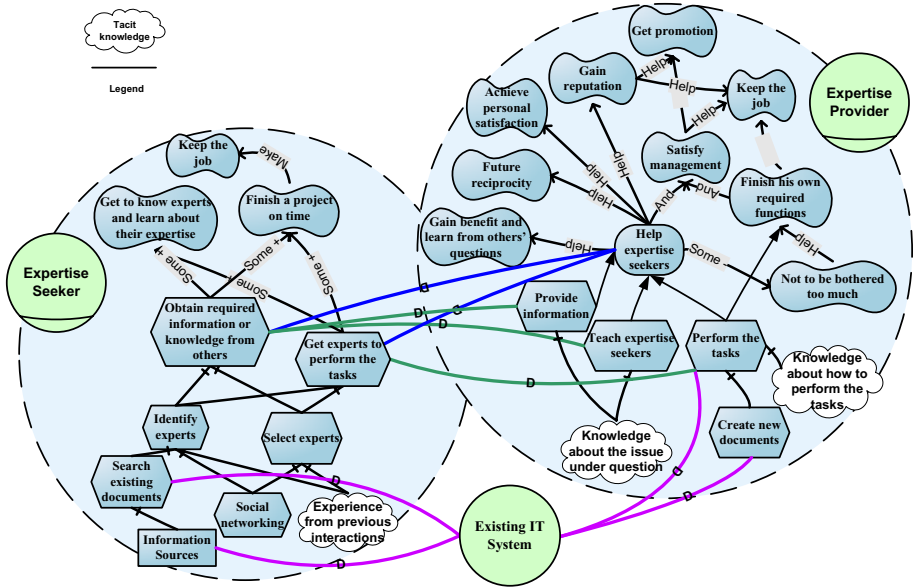 Tacit
knowledge
Legend
Get promotion
Gain
reputation
Help
Help
Keep the
job
Achieve
personal
satisfaction
Help
Expertise
Provider
Keep the
job
Make
Future
reciprocity
Help
Help
Help
Satisfy
management
And
And
Finish his own
required
functions
Get to know experts
and learn about
their expertise
Finish a project
on time
Gain benefit and
learn from others'
questions
Help
Help
expertise
seekers
Some -
Help
Not to be bothered
too much
Expertise
Seeker
Some +
Some +
Some +
Some +
Obtain required
information or
knowledge from
others
Get experts to
perform the
tasks
D
D
D
D
D
Provide
information
Teach expertise
seekers
Perform the
tasks
Knowledge
about how to
perform the
tasks
Identify
experts
Select experts
Create new
documents
Knowledge
about the issue
under question
Search
existing
documents
Social
networking
Experience
from previous
interactions
D
D
D
D
Information
Sources
Existing IT
System